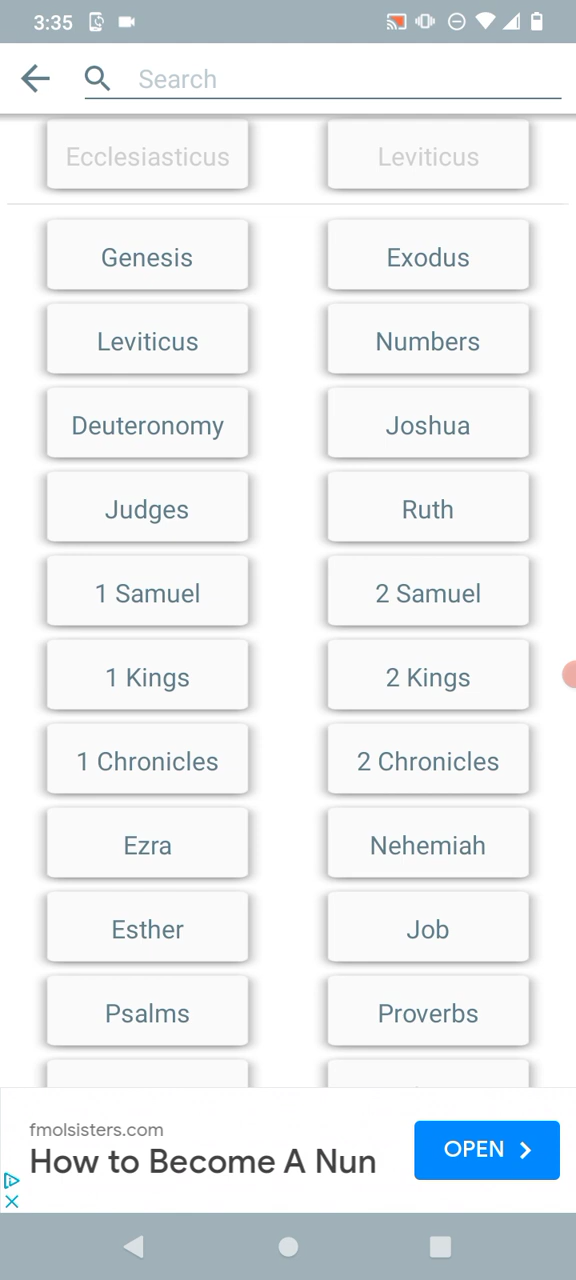 3:35
Search
Ecclesiasticus Leviticus
Genesis Exodus
Leviticus Numbers
Deuteronomy Joshua
Judges Ruth
1 Samuel 2 Samuel
1 Kings 2 Kings
1 Chronicles 2 Chronicles
Ezra Nehemiah
Esther Job
Psalms Proverbs
fmolsisters.com
How to Become A Nun
OPEN